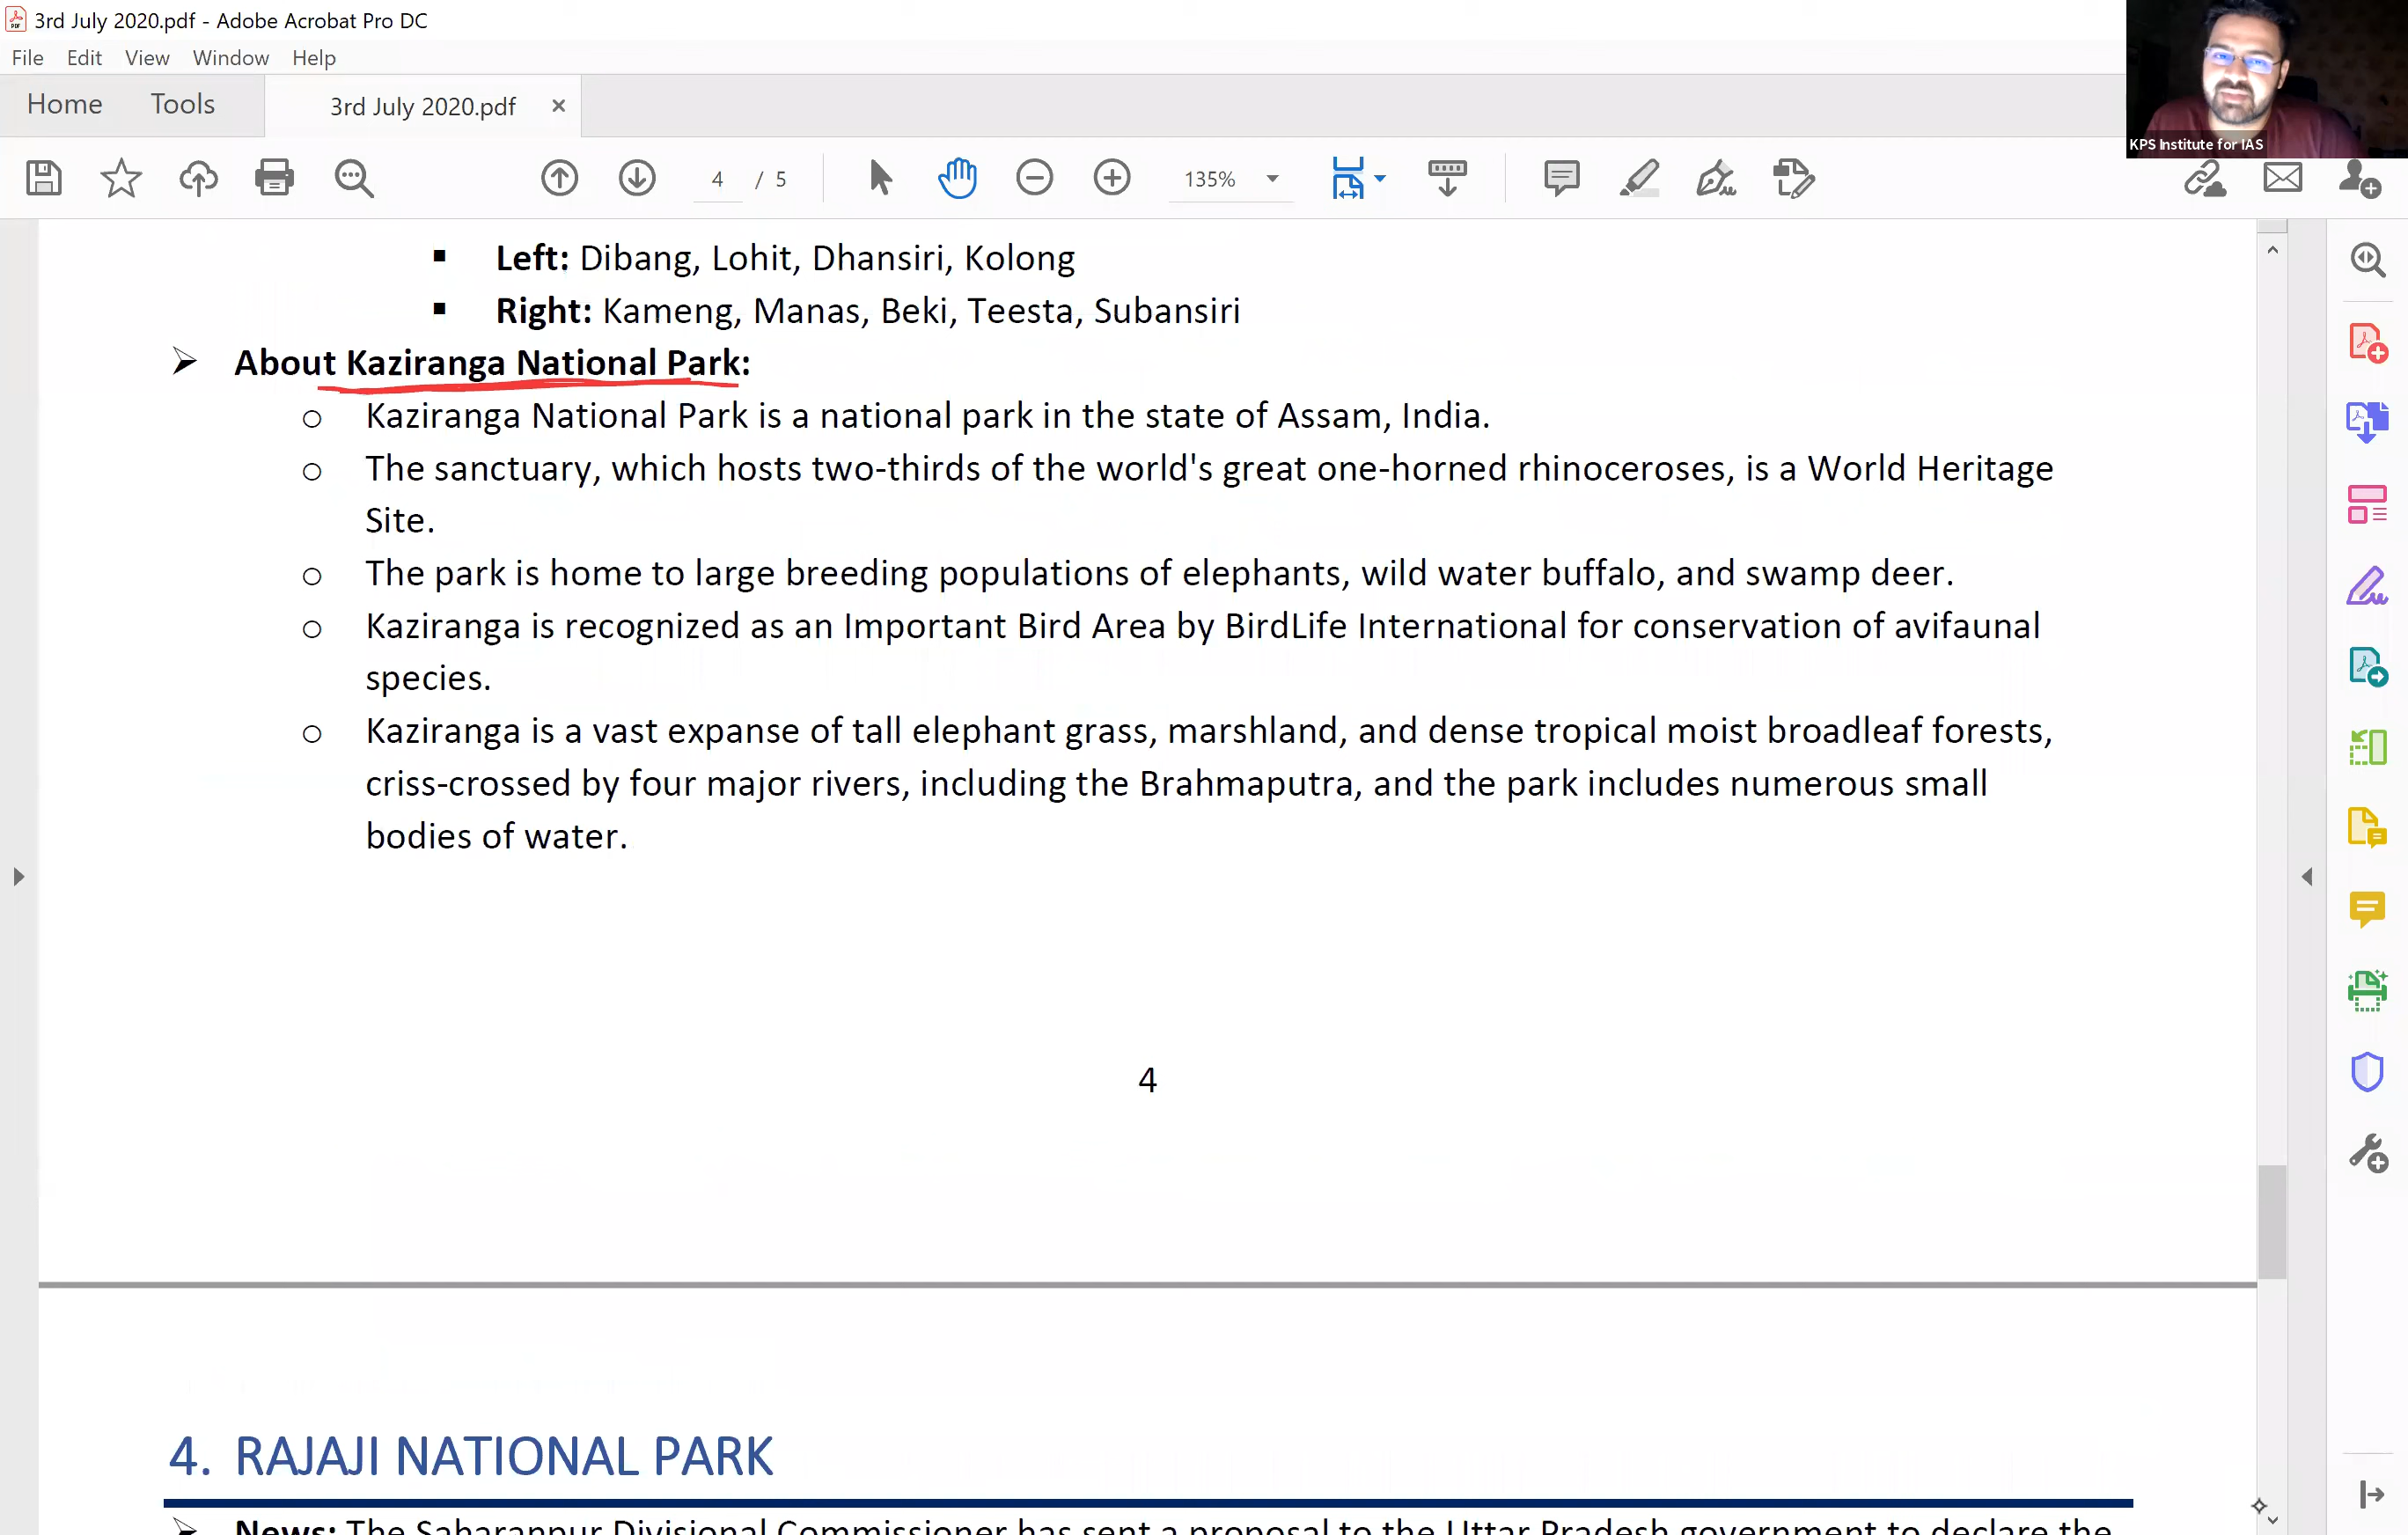 3rd July 2020.pdf - Adobe Acrobat Pro DC
File Edit View Window Help
Home Tools 3rd July 2020.pdf ×
4 / 5 135%
KPS Institute for IAS
▪ Left: Dibang, Lohit, Dhansiri, Kolong
▪ Right: Kameng, Manas, Beki, Teesta, Subansiri
➢ About Kaziranga National Park:
o Kaziranga National Park is a national park in the state of Assam, India.
o The sanctuary, which hosts two-thirds of the world's great one-horned rhinoceroses, is a World Heritage
Site.
o The park is home to large breeding populations of elephants, wild water buffalo, and swamp deer.
o Kaziranga is recognized as an Important Bird Area by BirdLife International for conservation of avifaunal
species.
o Kaziranga is a vast expanse of tall elephant grass, marshland, and dense tropical moist broadleaf forests,
criss-crossed by four major rivers, including the Brahmaputra, and the park includes numerous small
bodies of water.
4
4. RAJAJI NATIONAL PARK
➢ News: The Saharanpur Divisional Commissioner has sent a proposal to the Uttar Pradesh government to declare the